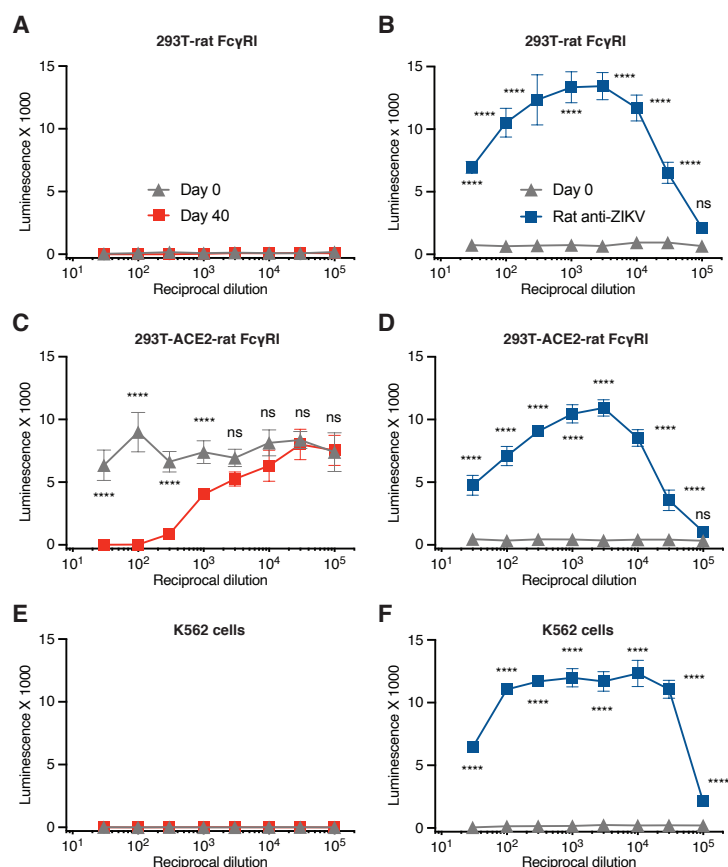 A
293T-rat FcγRI
Luminescence X 1000
15
10
5
0
Day 0
Day 40
10¹ 10² 10³ 10⁴ 10⁵
Reciprocal dilution
B
293T-rat FcγRI
Luminescence x 1000
15
10
5
0
**** **** **** **** **** **** **** ns
Day 0
Rat anti-ZIKV
10¹ 10² 10³ 10⁴ 10⁵
Reciprocal dilution
C
293T-ACE2-rat FcγRI
Luminescence X 1000
15
10
5
0
**** **** **** **** ns ns ns ns
10¹ 10² 10³ 10⁴ 10⁵
Reciprocal dilution
D
293T-ACE2-rat FcγRI
Luminescence X 1000
15
10
5
0
**** **** **** **** **** **** **** ns
10¹ 10² 10³ 10⁴ 10⁵
Reciprocal dilution
E
K562 cells
Luminescence X 1000
15
10
5
0
10¹ 10² 10³ 10⁴ 10⁵
Reciprocal dilution
F
K562 cells
Luminescence X 1000
15
10
5
0
**** **** **** **** **** **** **** ****
10¹ 10² 10³ 10⁴ 10⁵
Reciprocal dilution